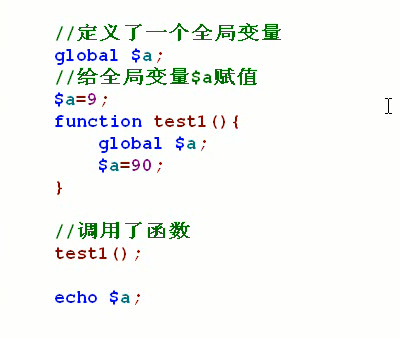 //定义了一个全局变量
global $a;
//给全局变量$a赋值
$a=9;
function test1(){
    global $a;
    $a=90;
}
//调用了函数
test1();
echo $a;